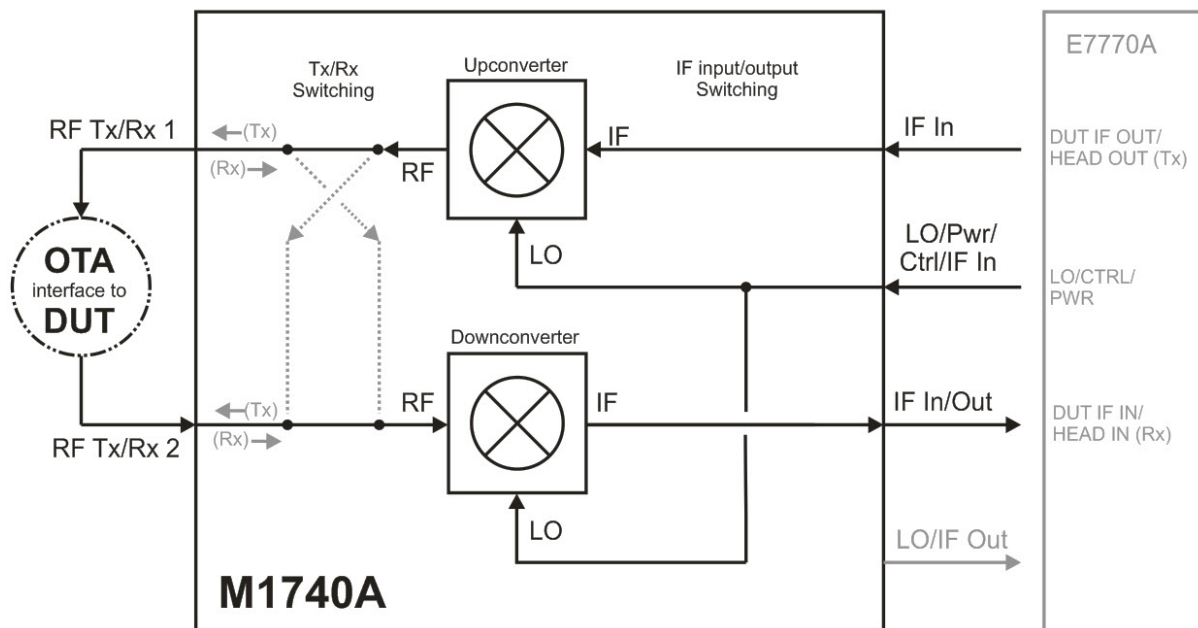 E7770A
Tx/Rx
Switching
Upconverter
IF input/output
Switching
RF Tx/Rx 1
(Tx)
(Rx)
RF
IF
IF In
DUT IF OUT/
HEAD OUT (Tx)
LO
LO/Pwr/
Ctrl/IF In
LO/CTRL/
PWR
OTA
interface to
DUT
Downconverter
(Tx)
(Rx)
RF
IF
IF In/Out
DUT IF IN/
HEAD IN (Rx)
RF Tx/Rx 2
LO
LO/IF Out
M1740A